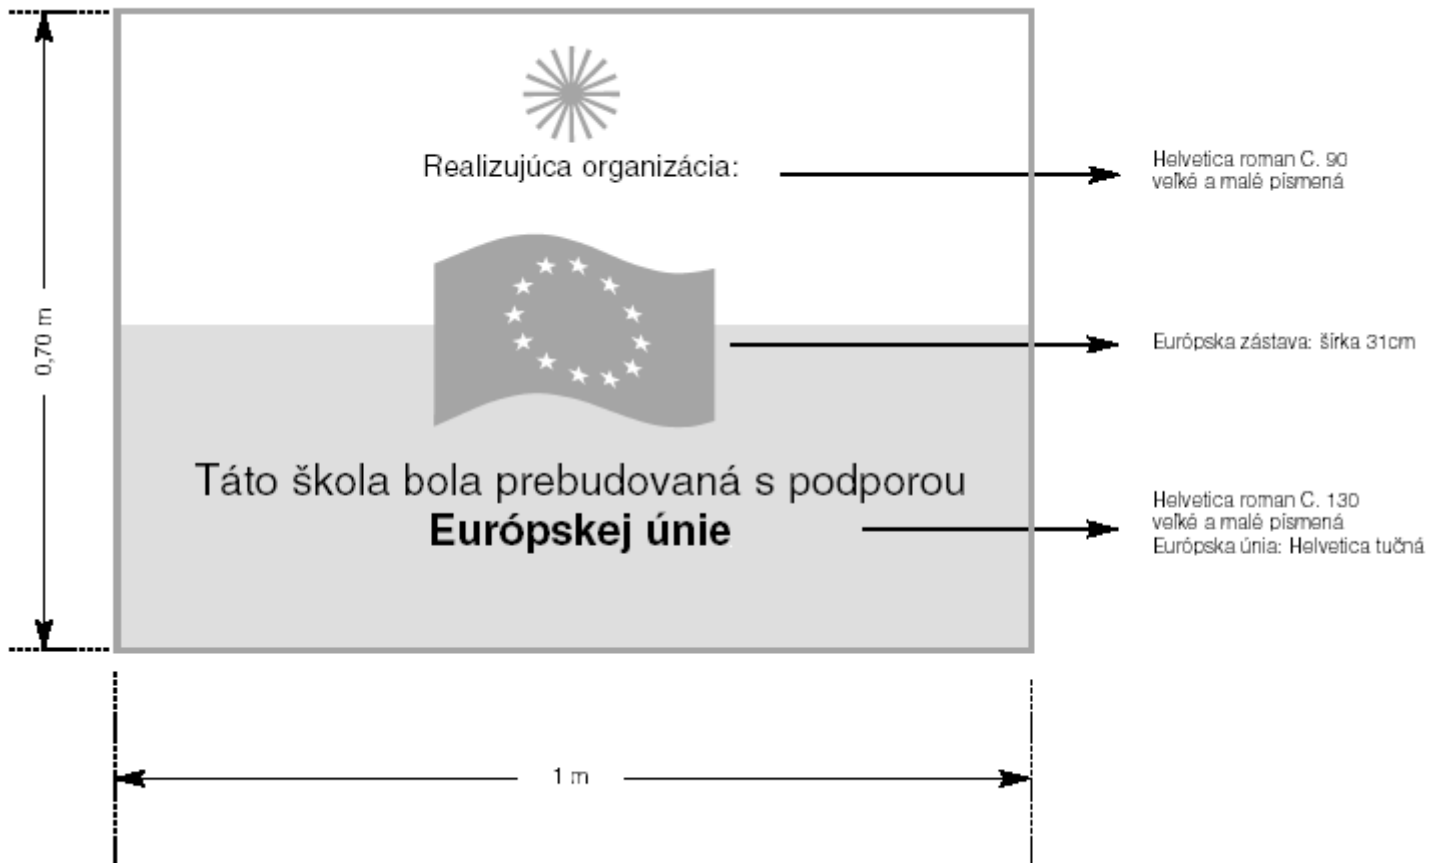 Realizujúca organizácia:
Helvetica roman C. 90
veľké a malé písmená
0,70 m
Európska zástava: šírka 31cm
Táto škola bola prebudovaná s podporou
Európskej únie
Helvetica roman C. 130
veľké a malé písmená
Európska únia: Helvetica tučná
1 m